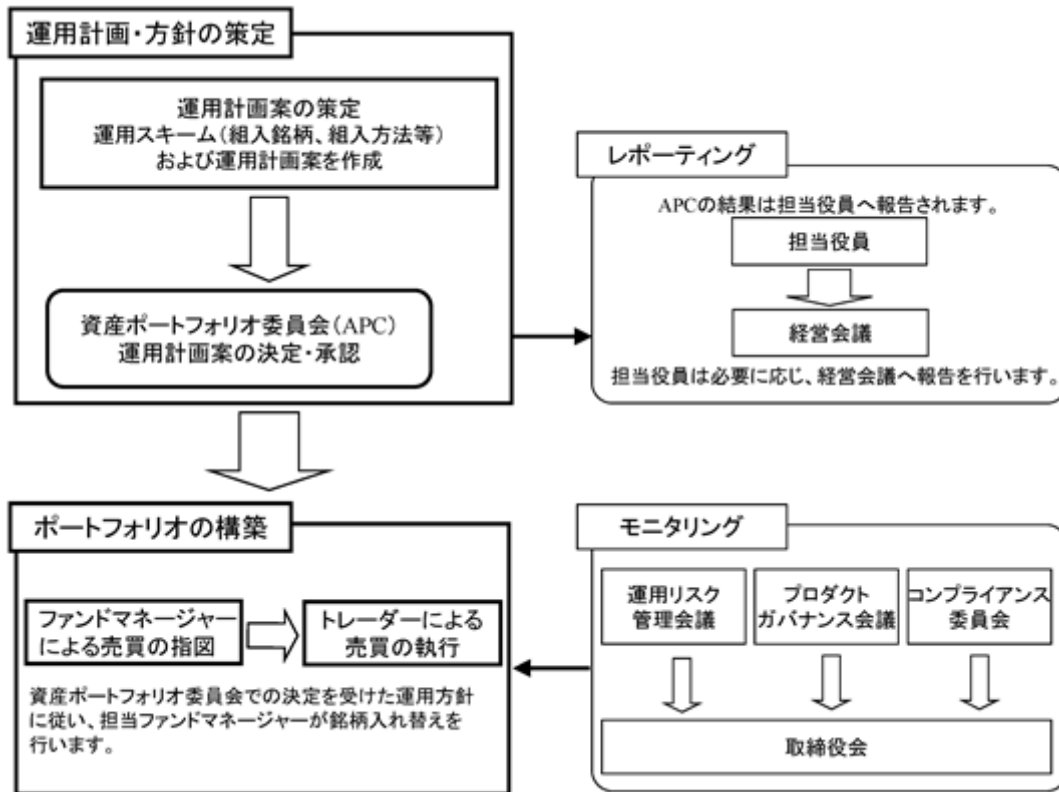 運用計画・方針の策定
運用計画案の策定
運用スキーム(組入銘柄、組入方法等)
および運用計画案を作成
資産ポートフォリオ委員会(APC)
運用計画案の決定・承認
レポーティング
APCの結果は担当役員へ報告されます。
担当役員
経営会議
担当役員は必要に応じ、経営会議へ報告を行います。
ポートフォリオの構築
ファンドマネージャー
による売買の指図
トレーダーによる
売買の執行
資産ポートフォリオ委員会での決定を受けた運用方針
に従い、担当ファンドマネージャーが銘柄入れ替えを
行います。
モニタリング
運用リスク
管理会議
プロダクト
ガバナンス会議
コンプライアンス
委員会
取締役会